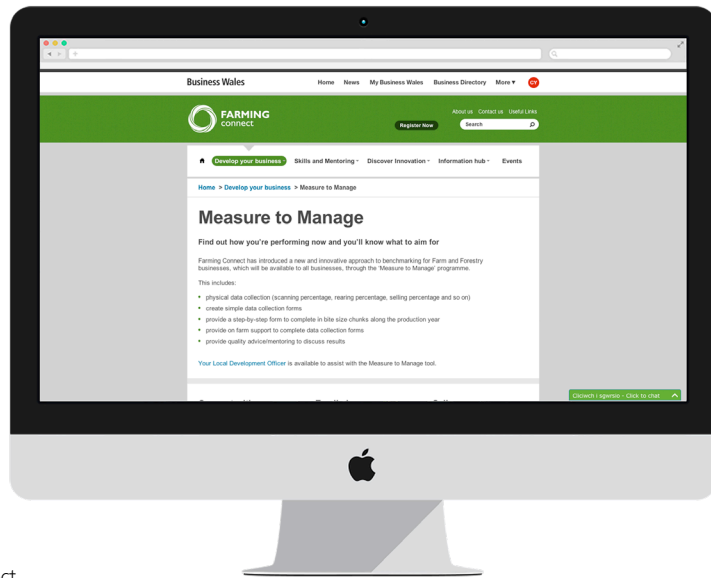 Business Wales
Home News My Business Wales Business Directory More ▾ CY
About us Contact us Useful Links
FARMING
connect
Register Now Search
Develop your business Skills and Mentoring Discover Innovation Information hub Events
Home > Develop your business > Measure to Manage
Measure to Manage
Find out how you're performing now and you'll know what to aim for
Farming Connect has introduced a new and innovative approach to benchmarking for Farm and Forestry
businesses, which will be available to all businesses, through the 'Measure to Manage' programme.
This includes:
• physical data collection (scanning percentage, rearing percentage, selling percentage and so on)
• create simple data collection forms
• provide a step-by-step form to complete in bite size chunks along the production year
• provide on farm support to complete data collection forms
• provide quality advice/mentoring to discuss results
Your Local Development Officer is available to assist with the Measure to Manage tool.
Cliciwch i sgwrsio - Click to chat